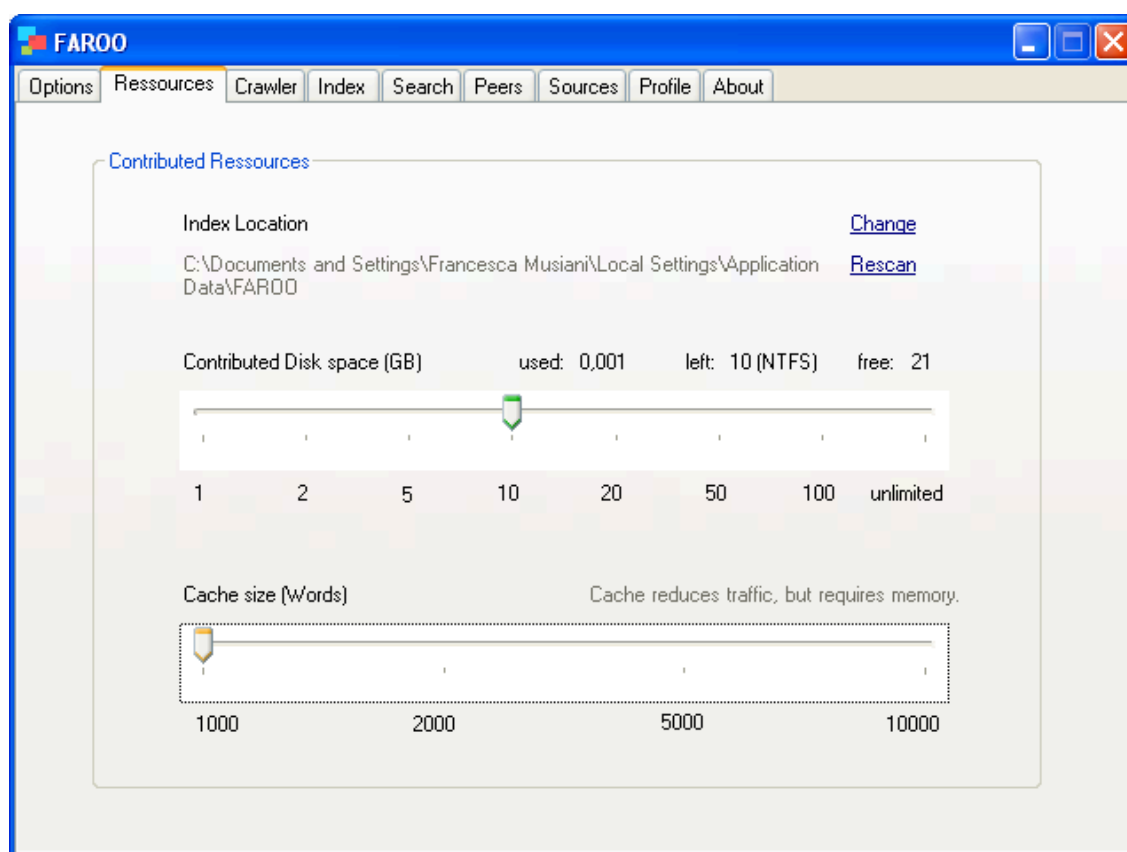 FAROO
Options Ressources Crawler Index Search Peers Sources Profile About
Contributed Ressources
Index Location Change
C:\Documents and Settings\Francesca Musiani\Local Settings\Application Rescan
Data\FAROO
Contributed Disk space (GB) used: 0,001 left: 10 (NTFS) free: 21
1 2 5 10 20 50 100 unlimited
Cache size (Words) Cache reduces traffic, but requires memory.
1000 2000 5000 10000